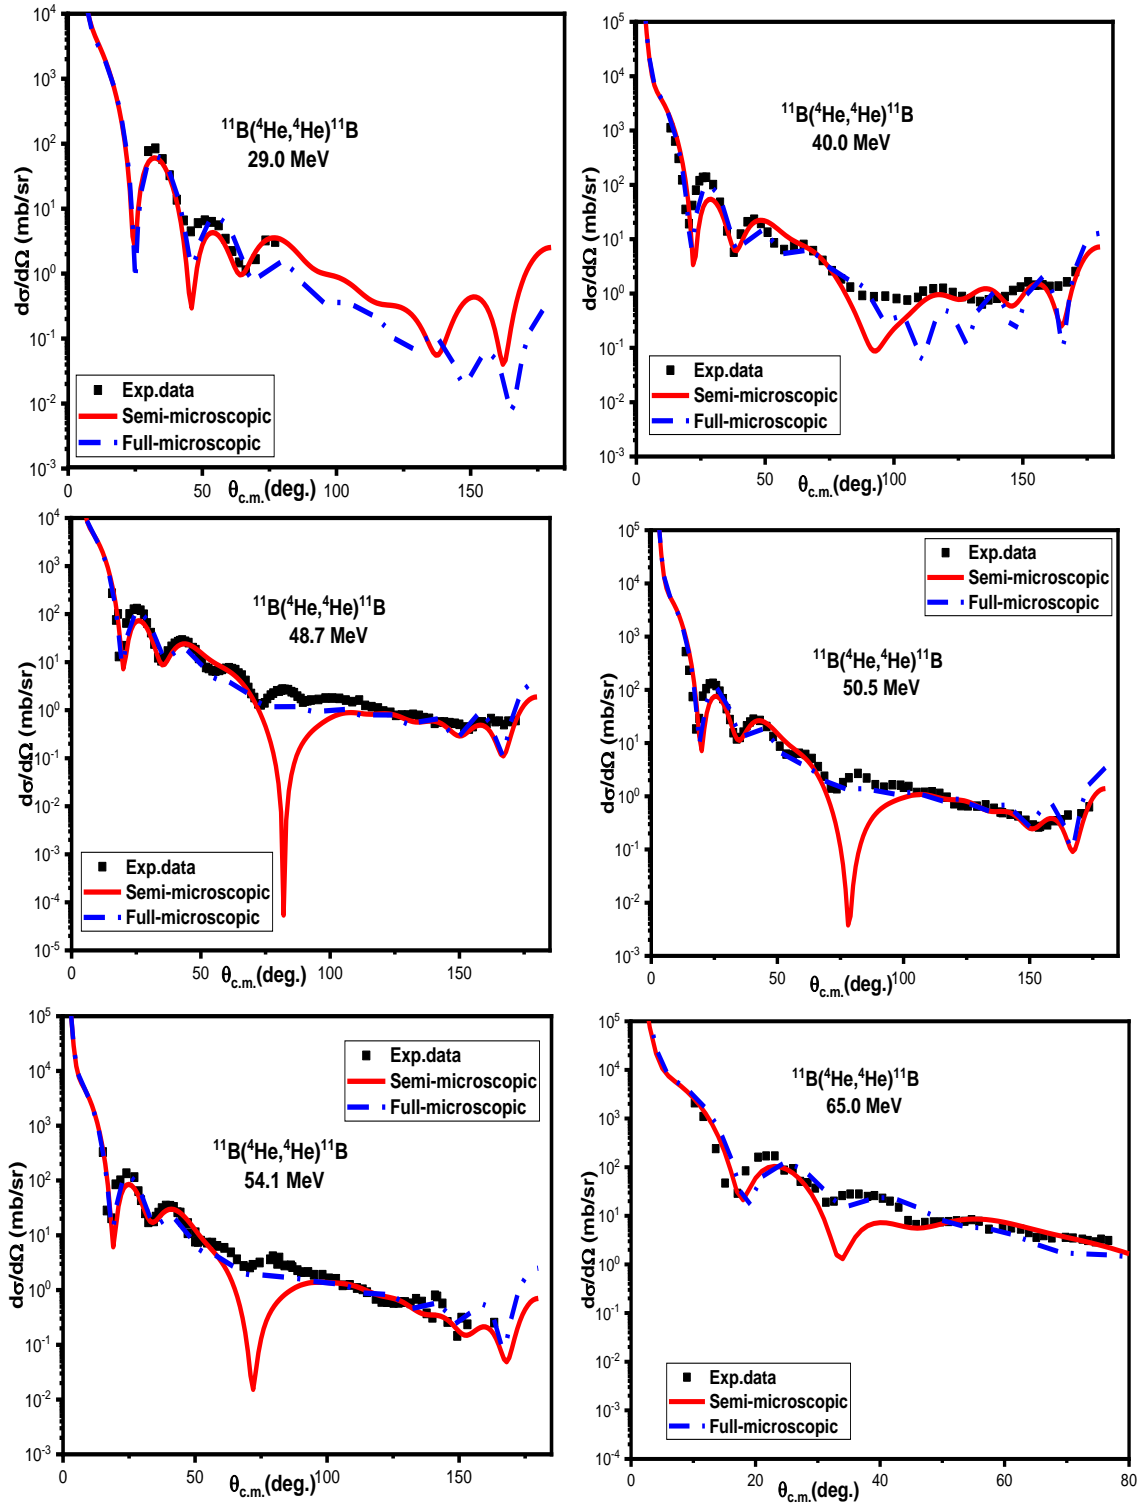 10⁴
10³
10²
10¹
10⁰
10⁻¹
10⁻²
10⁻³
dσ/dΩ (mb/sr)
¹¹B(⁴He,⁴He)¹¹B
29.0 MeV
Exp.data
Semi-microscopic
Full-microscopic
0 50 100 150
θc.m.(deg.)
10⁵
10⁴
10³
10²
10¹
10⁰
10⁻¹
10⁻²
10⁻³
dσ/dΩ (mb/sr)
¹¹B(⁴He,⁴He)¹¹B
40.0 MeV
Exp.data
Semi-microscopic
Full-microscopic
0 50 100 150
θc.m.(deg.)
10⁴
10³
10²
10¹
10⁰
10⁻¹
10⁻²
10⁻³
10⁻⁴
10⁻⁵
dσ/dΩ (mb/sr)
¹¹B(⁴He,⁴He)¹¹B
48.7 MeV
Exp.data
Semi-microscopic
Full-microscopic
0 50 100 150
θc.m.(deg.)
10⁵
10⁴
10³
10²
10¹
10⁰
10⁻¹
10⁻²
10⁻³
dσ/dΩ (mb/sr)
Exp.data
Semi-microscopic
Full-microscopic
¹¹B(⁴He,⁴He)¹¹B
50.5 MeV
0 50 100 150
θc.m.(deg.)
10⁵
10⁴
10³
10²
10¹
10⁰
10⁻¹
10⁻²
10⁻³
dσ/dΩ (mb/sr)
Exp.data
Semi-microscopic
Full-microscopic
¹¹B(⁴He,⁴He)¹¹B
54.1 MeV
0 50 100 150
θc.m.(deg.)
10⁵
10⁴
10³
10²
10¹
10⁰
10⁻¹
10⁻²
10⁻³
10⁻⁴
dσ/dΩ (mb/sr)
¹¹B(⁴He,⁴He)¹¹B
65.0 MeV
Exp.data
Semi-microscopic
Full-microscopic
0 20 40 60 80
θc.m.(deg.)